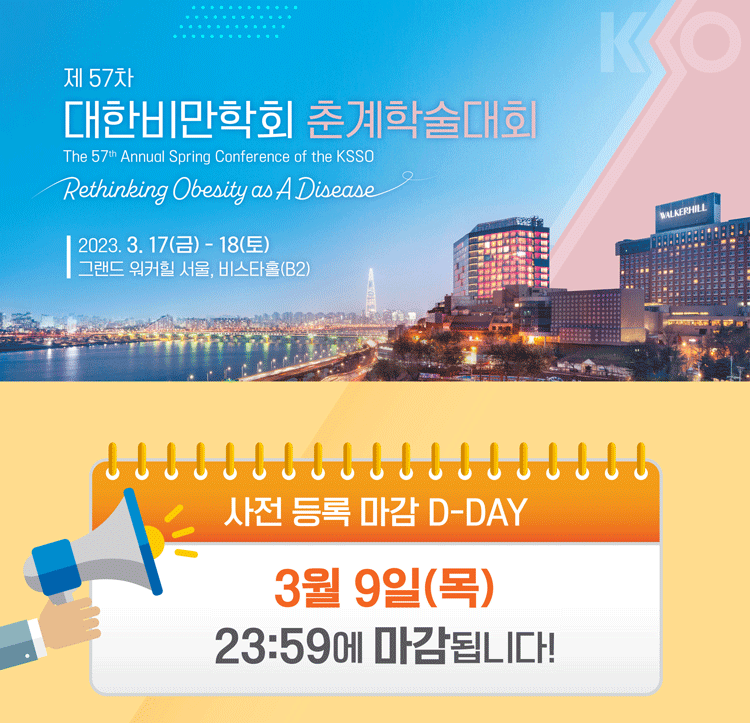 KSSO
제 57차
대한비만학회 춘계학술대회
The 57th Annual Spring Conference of the KSSO
Rethinking Obesity as A Disease
2023. 3. 17(금) - 18(토)
그랜드 워커힐 서울, 비스타홀(B2)
WALKERHILL
사전 등록 마감 D-DAY
3월 9일(목)
23:59에 마감됩니다!